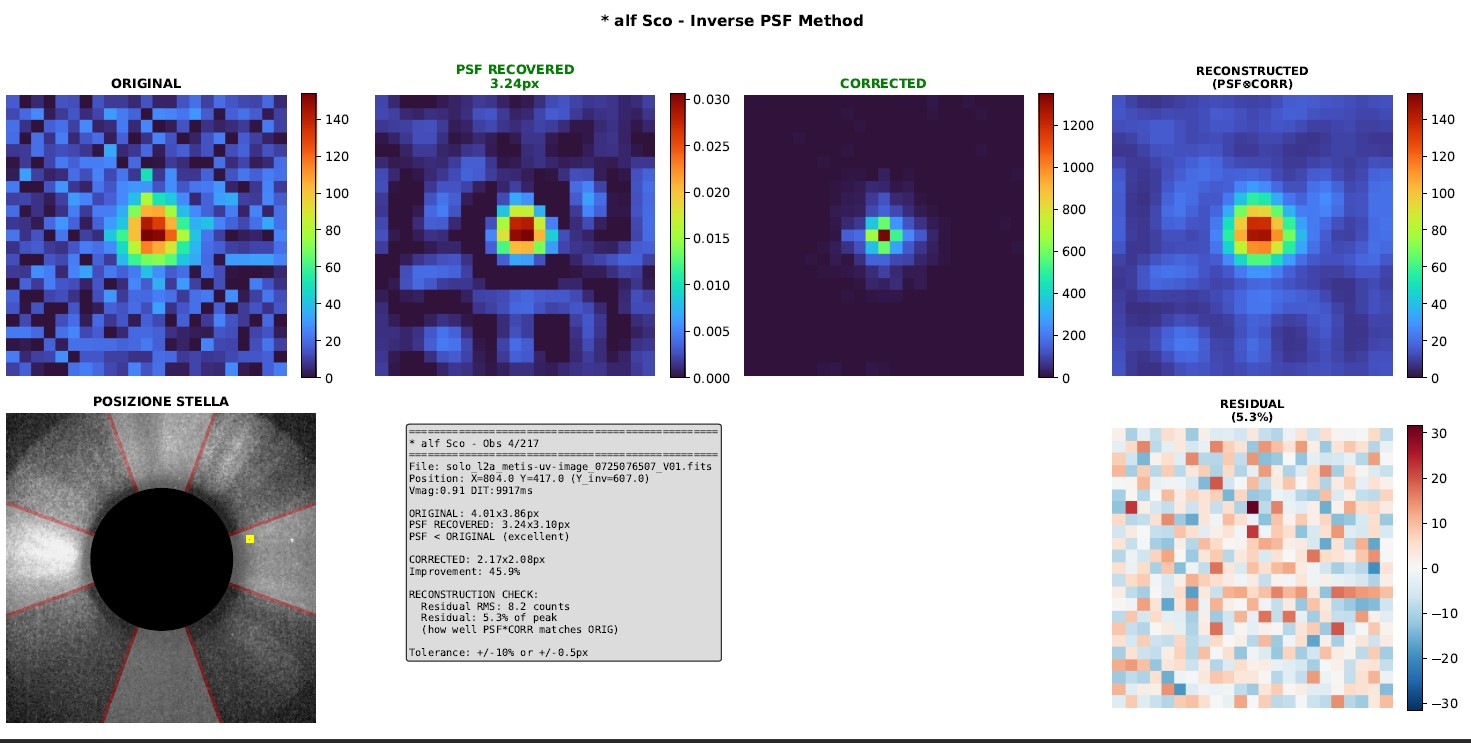 * alf Sco - Inverse PSF Method
ORIGINAL
PSF RECOVERED
3.24px
CORRECTED
RECONSTRUCTED
(PSF⊗CORR)
140
120
100
80
60
40
20
0
0.030
0.025
0.020
0.015
0.010
0.005
0.000
1200
1000
800
600
400
200
0
140
120
100
80
60
40
20
0
POSIZIONE STELLA
==================================================
* alf Sco - Obs 4/217
==================================================
File: solo_l2a_metis-uv-image_0725076507_V01.fits
Position: X=804.0 Y=417.0 (Y_inv=607.0)
Vmag:0.91 DIT:9917ms
ORIGINAL: 4.01x3.86px
PSF RECOVERED: 3.24x3.10px
PSF < ORIGINAL (excellent)
CORRECTED: 2.17x2.08px
Improvement: 45.9%
RECONSTRUCTION CHECK:
Residual RMS: 8.2 counts
Residual: 5.3% of peak
(how well PSF*CORR matches ORIG)
Tolerance: +/-10% or +/-0.5px
RESIDUAL
(5.3%)
30
20
10
0
−10
−20
−30